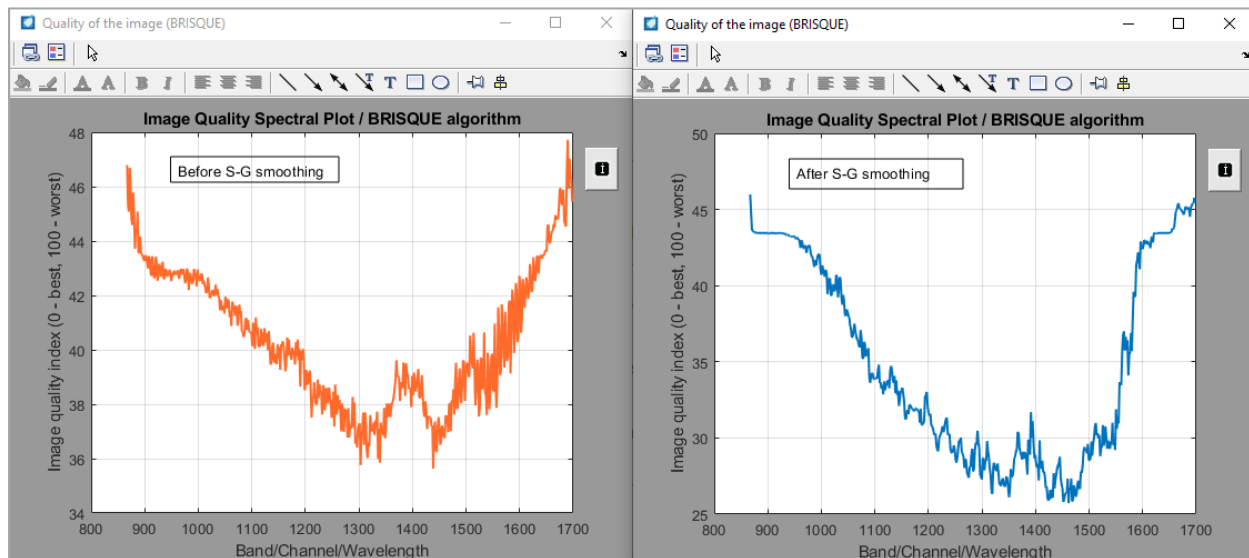 Quality of the image (BRISQUE)
A A B I T T
Image Quality Spectral Plot / BRISQUE algorithm
Before S-G smoothing
Image quality index (0 - best, 100 - worst)
48
46
44
42
40
38
36
34
800 900 1000 1100 1200 1300 1400 1500 1600 1700
Band/Channel/Wavelength
Quality of the image (BRISQUE)
A A B I T T
Image Quality Spectral Plot / BRISQUE algorithm
After S-G smoothing
Image quality index (0 - best, 100 - worst)
50
45
40
35
30
25
800 900 1000 1100 1200 1300 1400 1500 1600 1700
Band/Channel/Wavelength